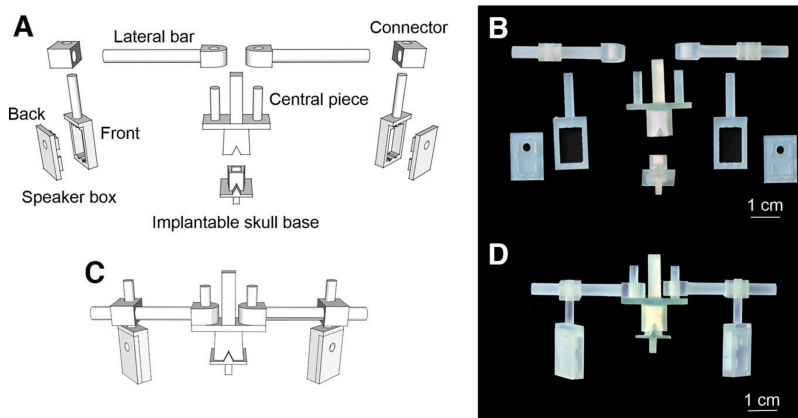 A
Lateral bar
Connector
Central piece
Back
Front
Speaker box
Implantable skull base
B
1 cm
C
D
1 cm